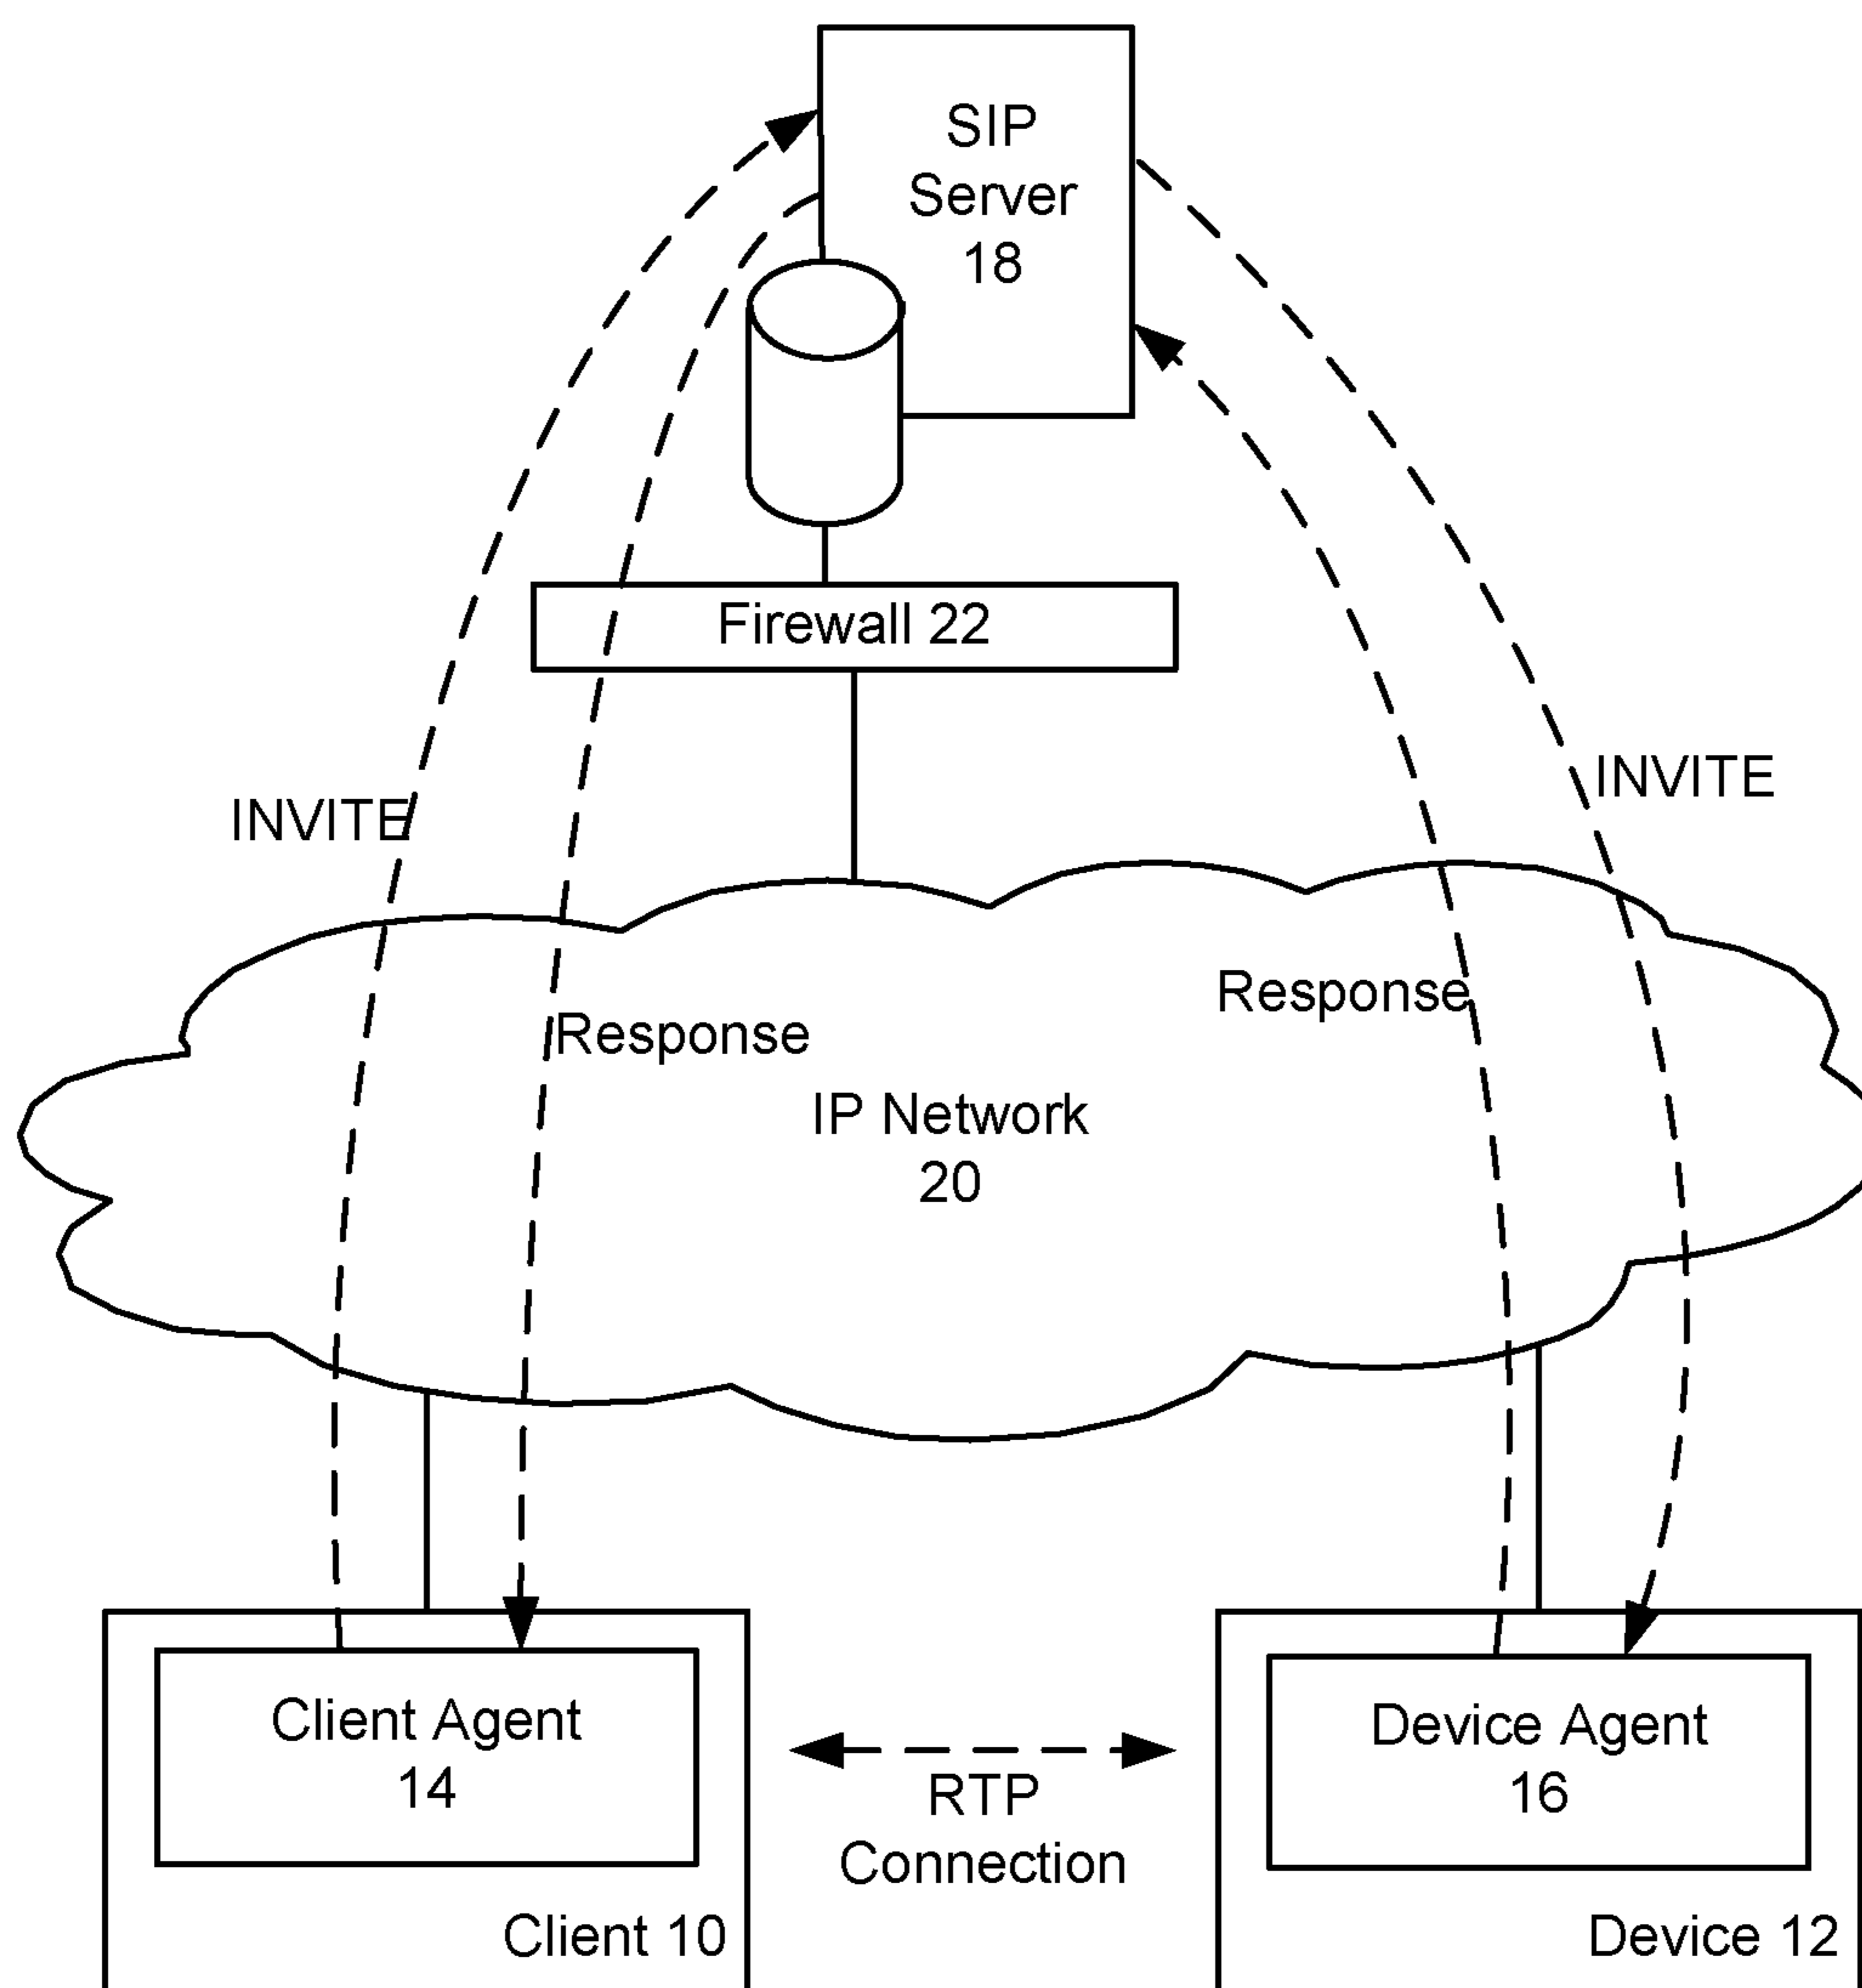 SIP
Server
18
Firewall 22
INVITE
INVITE
Response
Response
IP Network
20
Client Agent
14
Device Agent
16
RTP
Connection
Client 10
Device 12